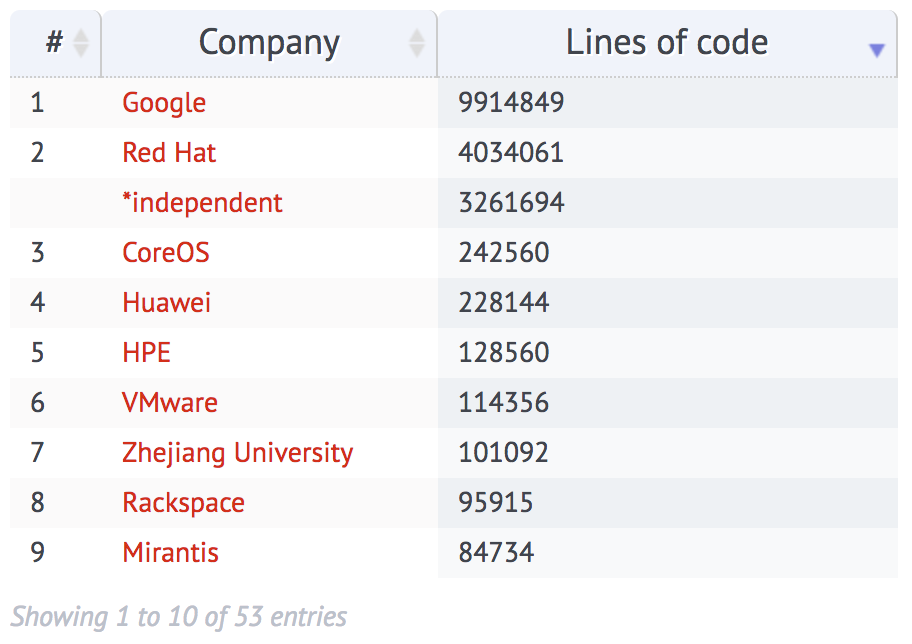 # Company Lines of code
1 Google 9914849
2 Red Hat 4034061
*independent 3261694
3 CoreOS 242560
4 Huawei 228144
5 HPE 128560
6 VMware 114356
7 Zhejiang University 101092
8 Rackspace 95915
9 Mirantis 84734
Showing 1 to 10 of 53 entries